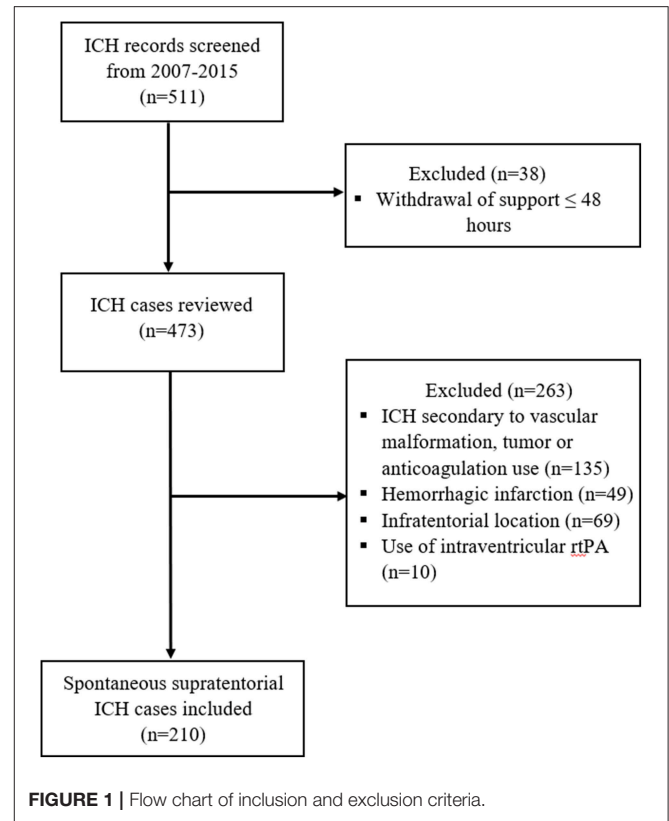 ICH records screened
from 2007-2015
(n=511)
Excluded (n=38)
▪ Withdrawal of support ≤ 48
hours
ICH cases reviewed
(n=473)
Excluded (n=263)
▪ ICH secondary to vascular
malformation, tumor or
anticoagulation use (n=135)
▪ Hemorrhagic infarction (n=49)
▪ Infratentorial location (n=69)
▪ Use of intraventricular rtPA
(n=10)
Spontaneous supratentorial
ICH cases included
(n=210)
FIGURE 1 | Flow chart of inclusion and exclusion criteria.